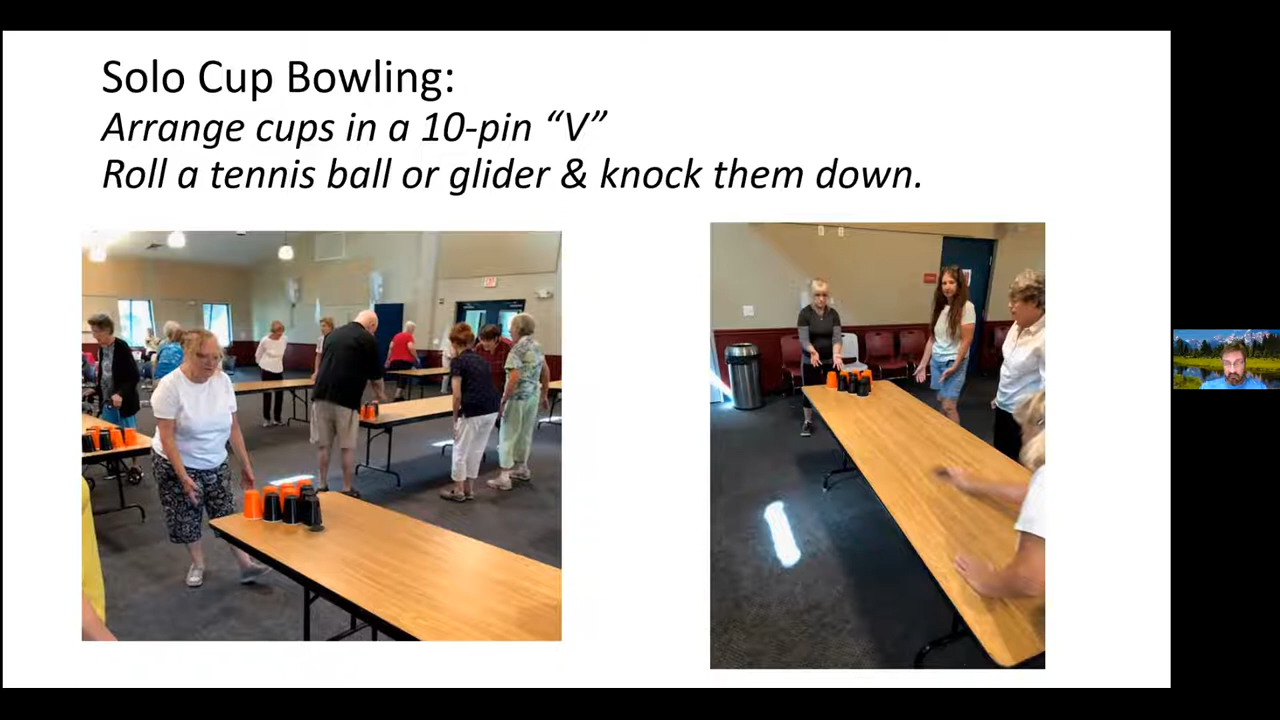 Solo Cup Bowling:
Arrange cups in a 10-pin “V”
Roll a tennis ball or glider & knock them down.